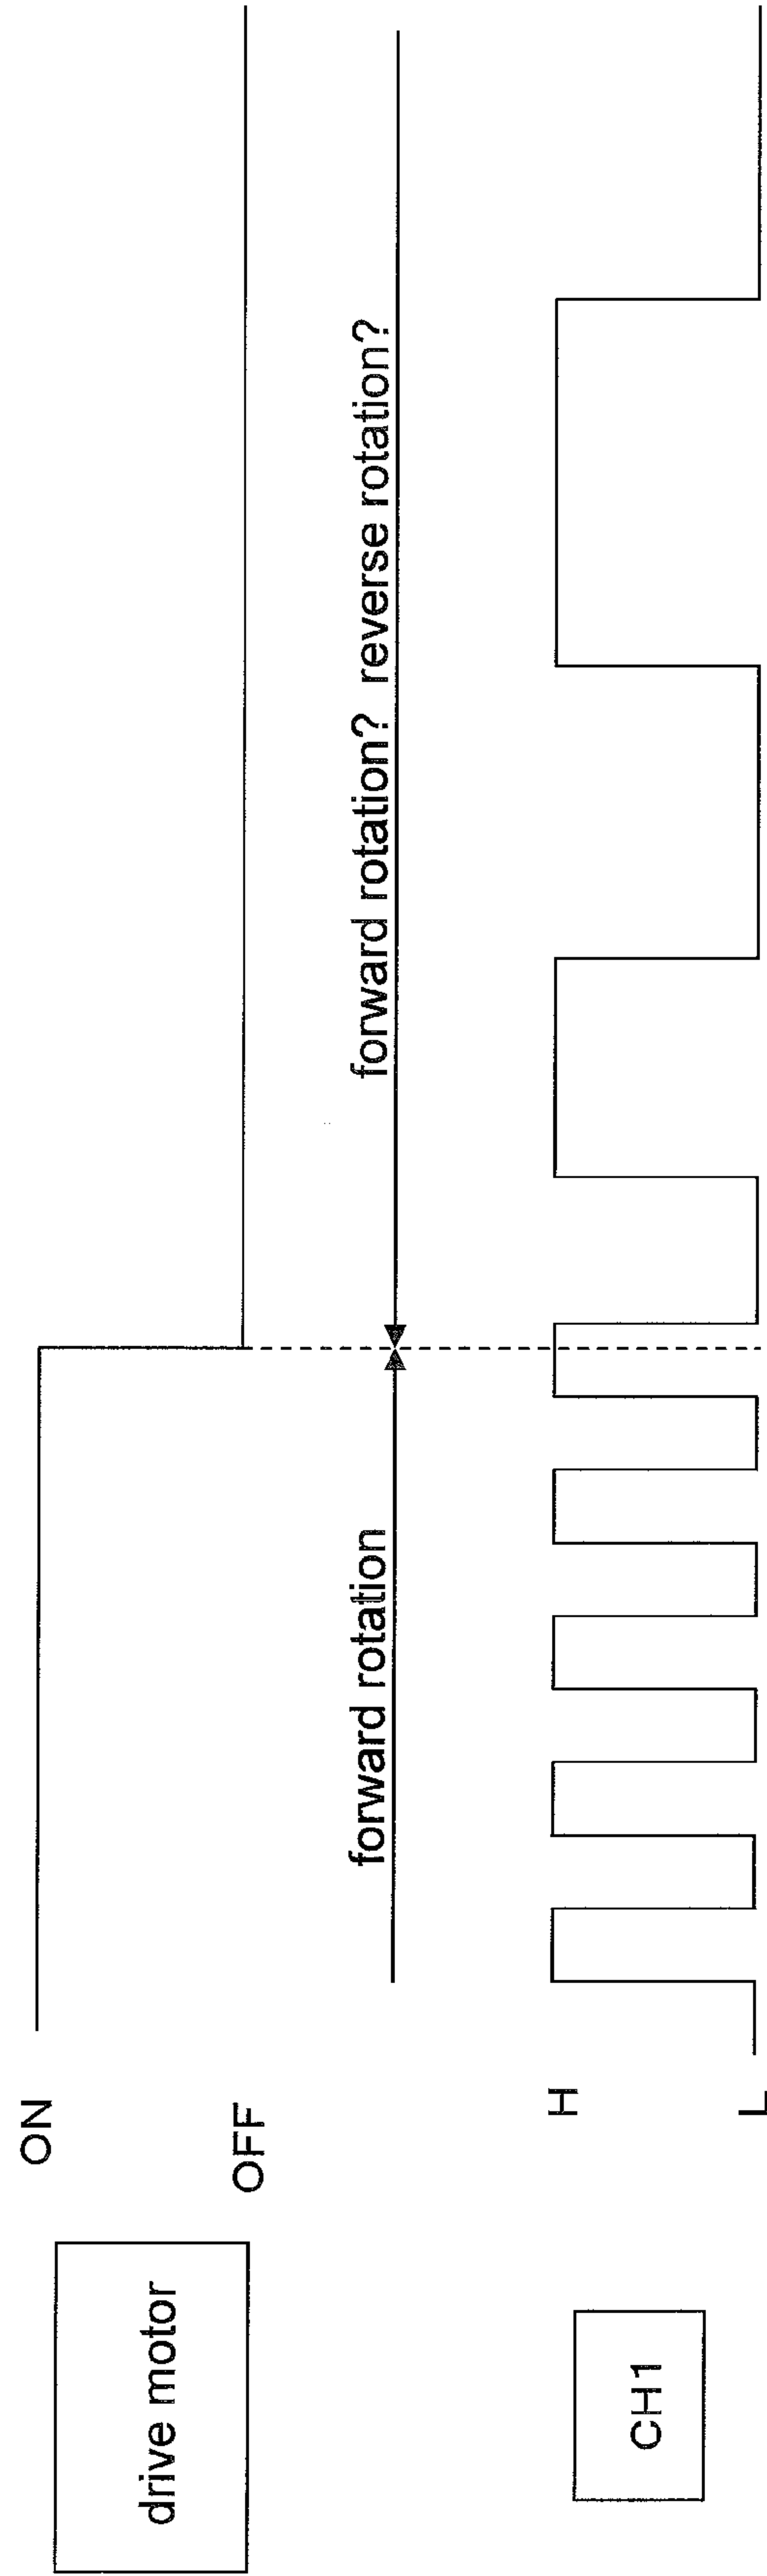 drive motor
ON
OFF
forward rotation
forward rotation? reverse rotation?
CH1
H
L